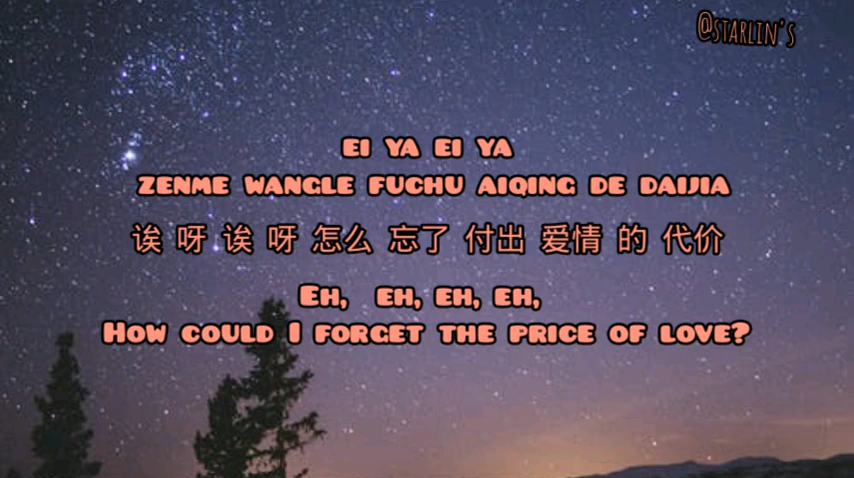 @STARLIN'S
EI YA EI YA
ZENME WANGLE FUCHU AIQING DE DAIJIA
诶 呀 诶 呀 怎么 忘了 付出 爱情 的 代价
EH, EH, EH, EH,
HOW COULD I FORGET THE PRICE OF LOVE?